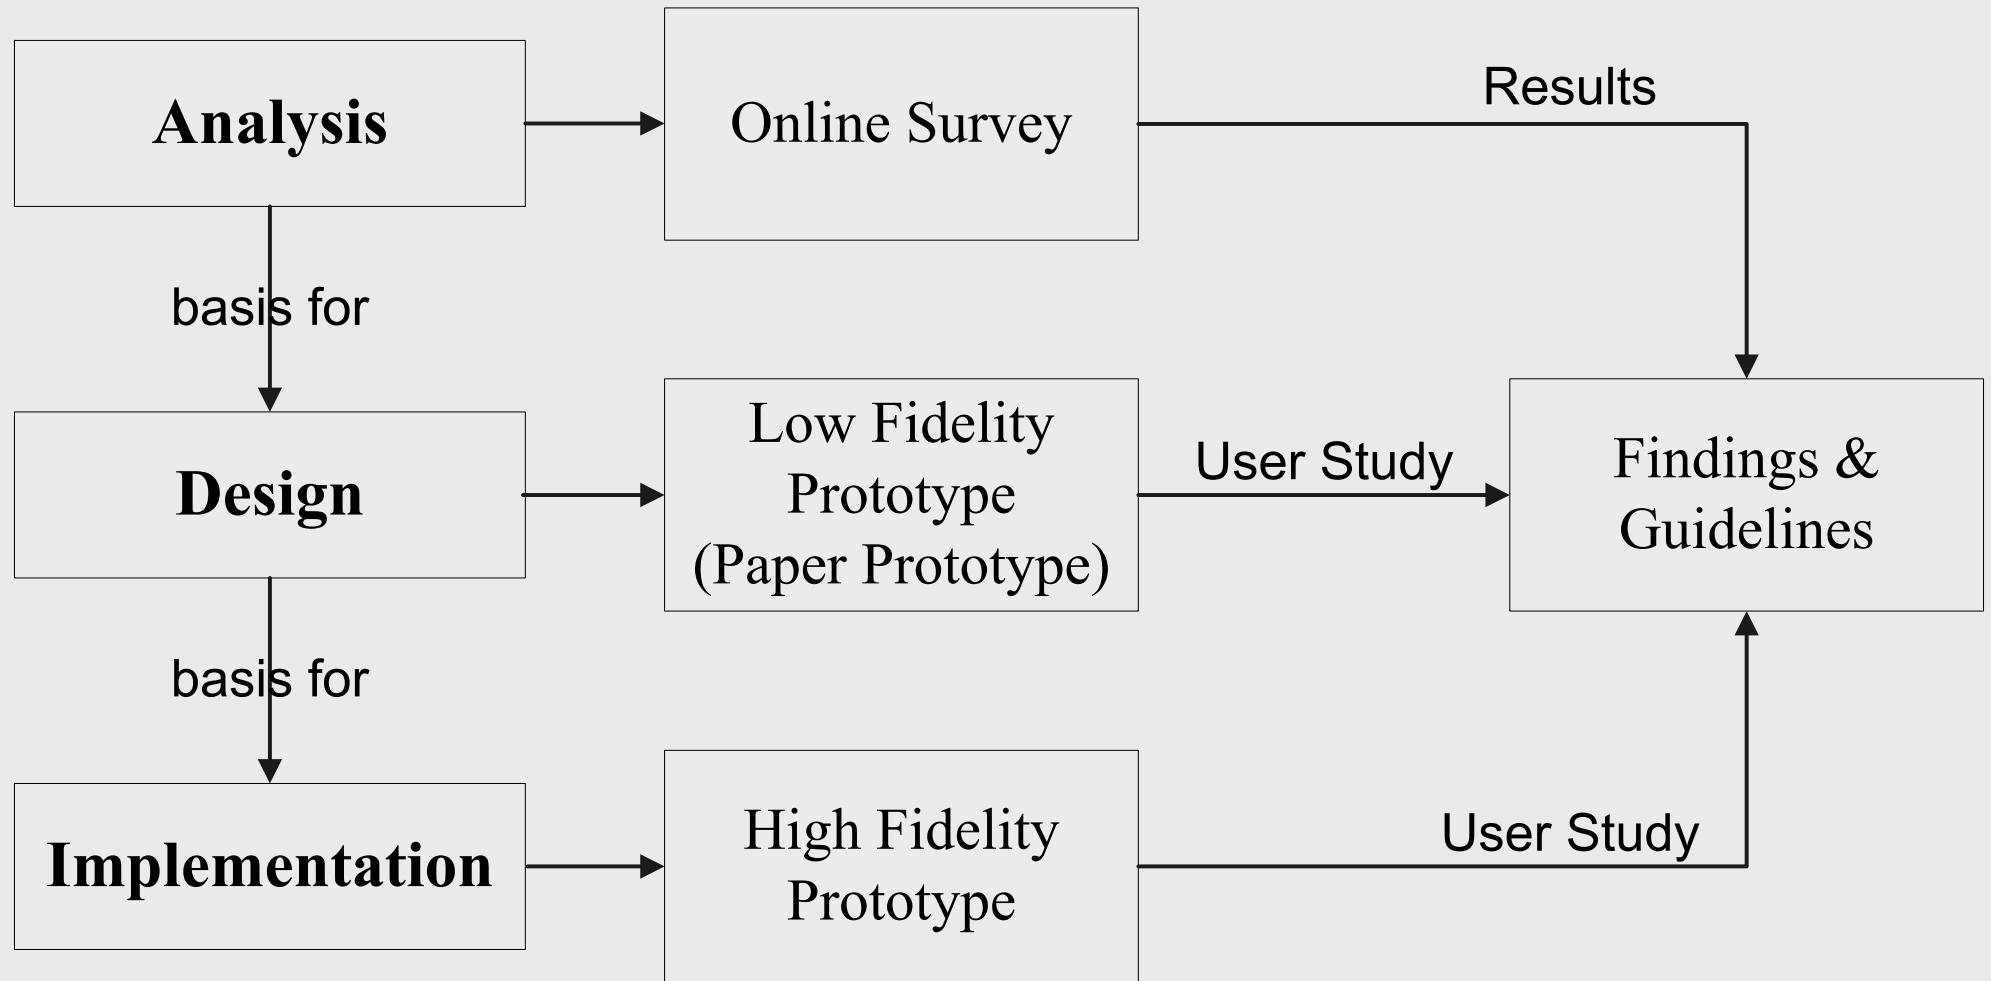 Analysis
Online Survey
Results
basis for
Design
Low Fidelity
Prototype
(Paper Prototype)
User Study
Findings &
Guidelines
basis for
Implementation
High Fidelity
Prototype
User Study